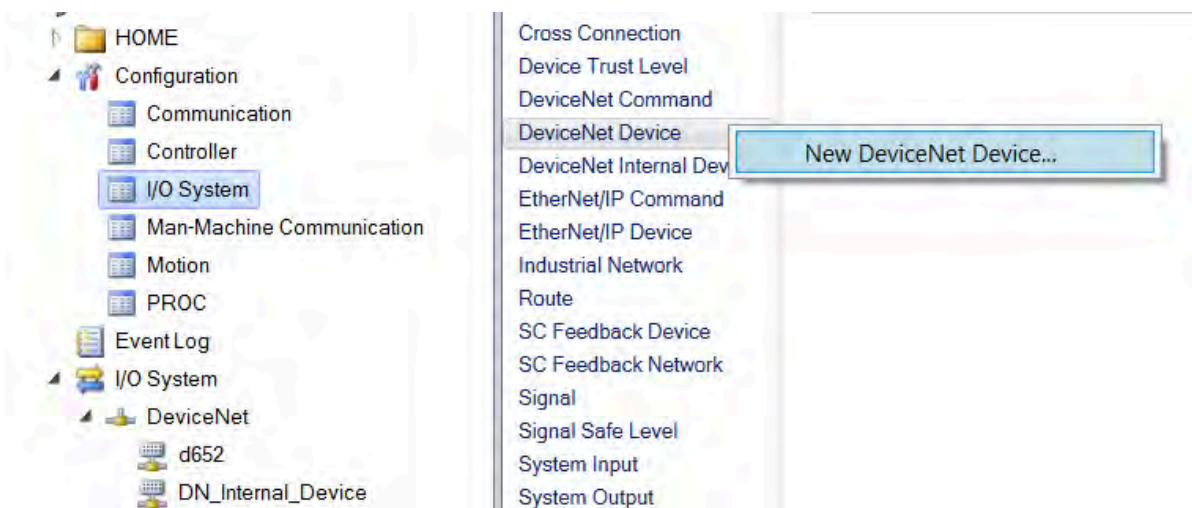 HOME
Configuration
Communication
Controller
I/O System
Man-Machine Communication
Motion
PROC
Event Log
I/O System
DeviceNet
d652
DN_Internal_Device
Cross Connection
Device Trust Level
DeviceNet Command
DeviceNet Device
DeviceNet Internal Dev
EtherNet/IP Command
EtherNet/IP Device
Industrial Network
Route
SC Feedback Device
SC Feedback Network
Signal
Signal Safe Level
System Input
System Output
New DeviceNet Device...